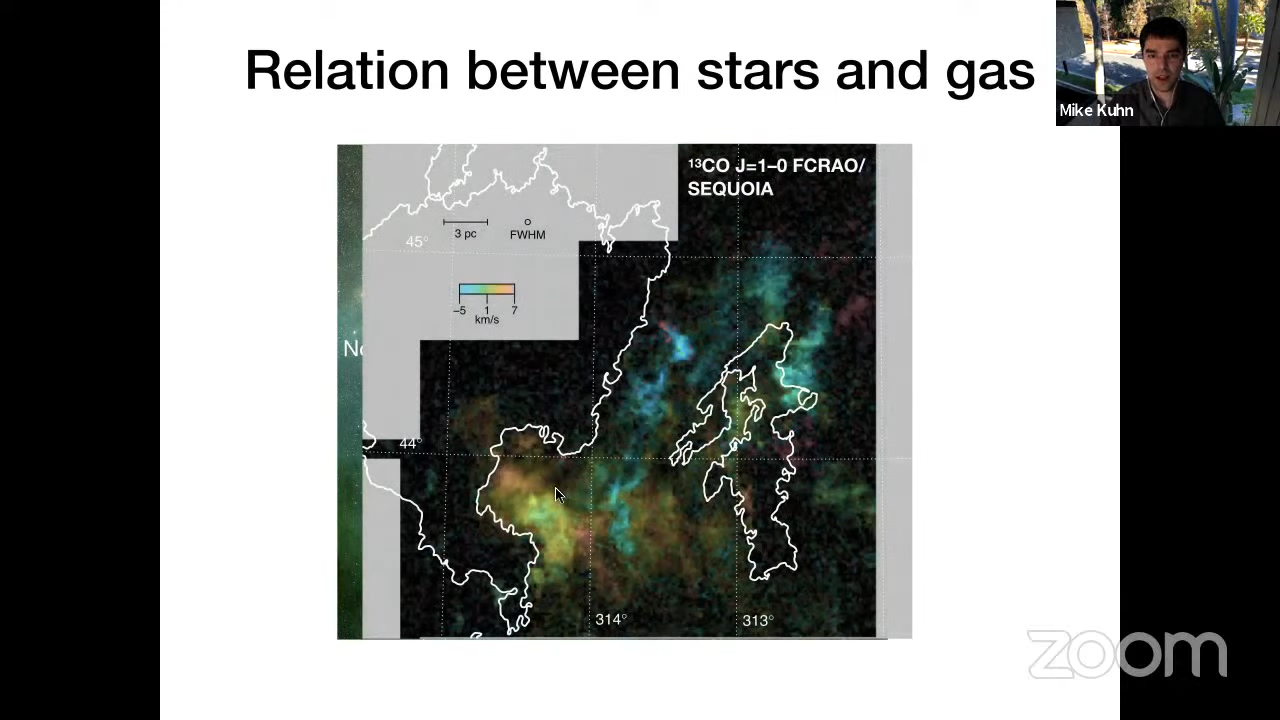 Relation between stars and gas
Mike Kuhn
¹³CO J=1–0 FCRAO/
SEQUOIA
3 pc
FWHM
45°
–5 1 7
km/s
No
44°
314°
313°
zoom